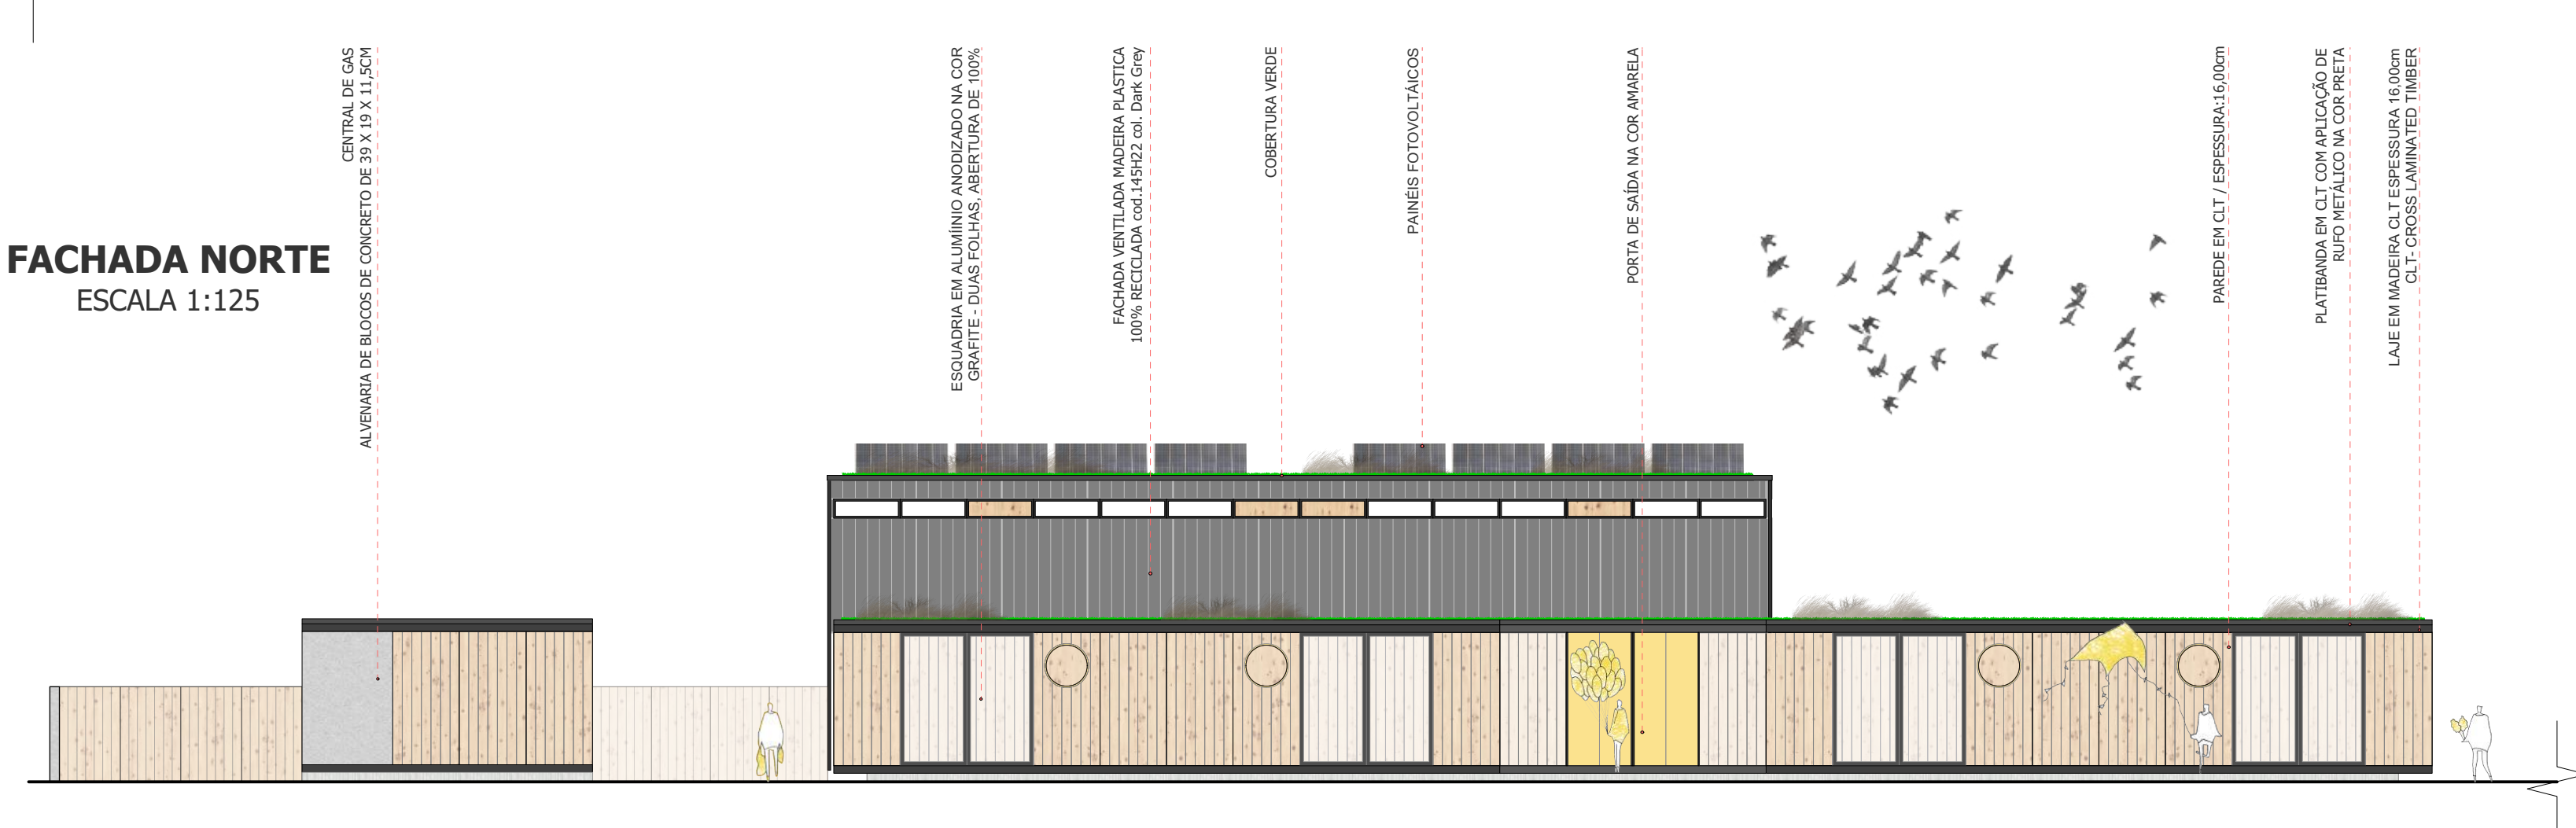 FACHADA NORTE
ESCALA 1:125
CENTRAL DE GAS
ALVENARIA DE BLOCOS DE CONCRETO DE 39 X 19 X 11,5CM
ESQUADRIA EM ALUMÍINIO ANODIZADO NA COR
GRAFITE - DUAS FOLHAS, ABERTURA DE 100%
FACHADA VENTILADA MADEIRA PLASTICA
100% RECICLADA cod.145H22 col. Dark Grey
COBERTURA VERDE
PAINÉIS FOTOVOLTÁICOS
PORTA DE SAÍDA NA COR AMARELA
PAREDE EM CLT / ESPESSURA:16,00cm
PLATIBANDA EM CLT COM APLICAÇÃO DE
RUFO METÁLICO NA COR PRETA
LAJE EM MADEIRA CLT ESPESSURA 16,00cm
CLT- CROSS LAMINATED TIMBER